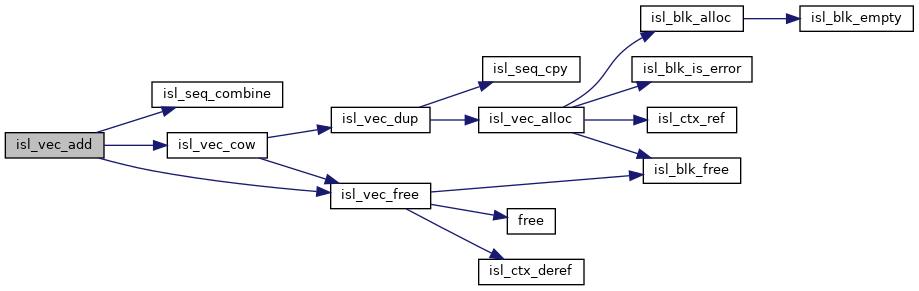 isl_vec_add
isl_seq_combine
isl_vec_cow
isl_vec_dup
isl_vec_free
isl_seq_cpy
isl_vec_alloc
free
isl_ctx_deref
isl_blk_alloc
isl_blk_is_error
isl_ctx_ref
isl_blk_free
isl_blk_empty